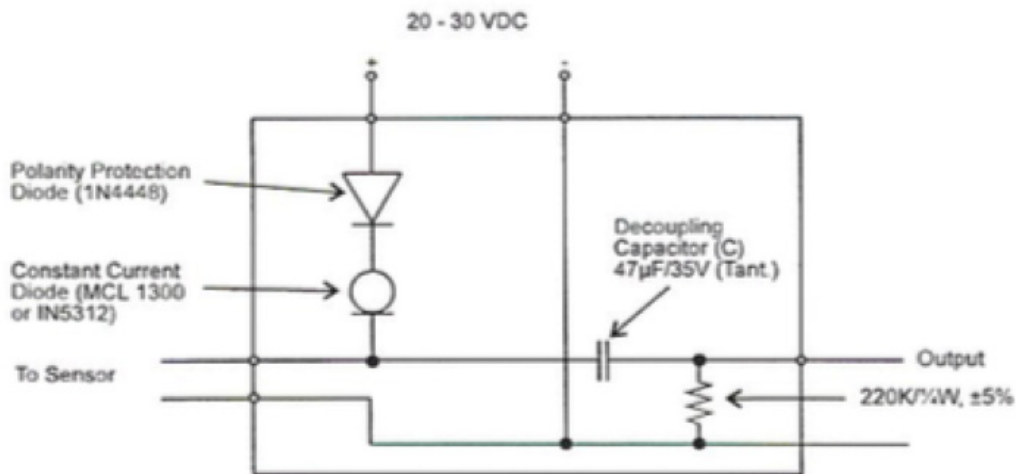 20 - 30 VDC
+
-
Polarity Protection
Diode (1N4448)
Decoupling
Capacitor (C)
47µF/35V (Tant.)
Constant Current
Diode (MCL 1300
or IN5312)
To Sensor
Output
220K/¼W, ±5%